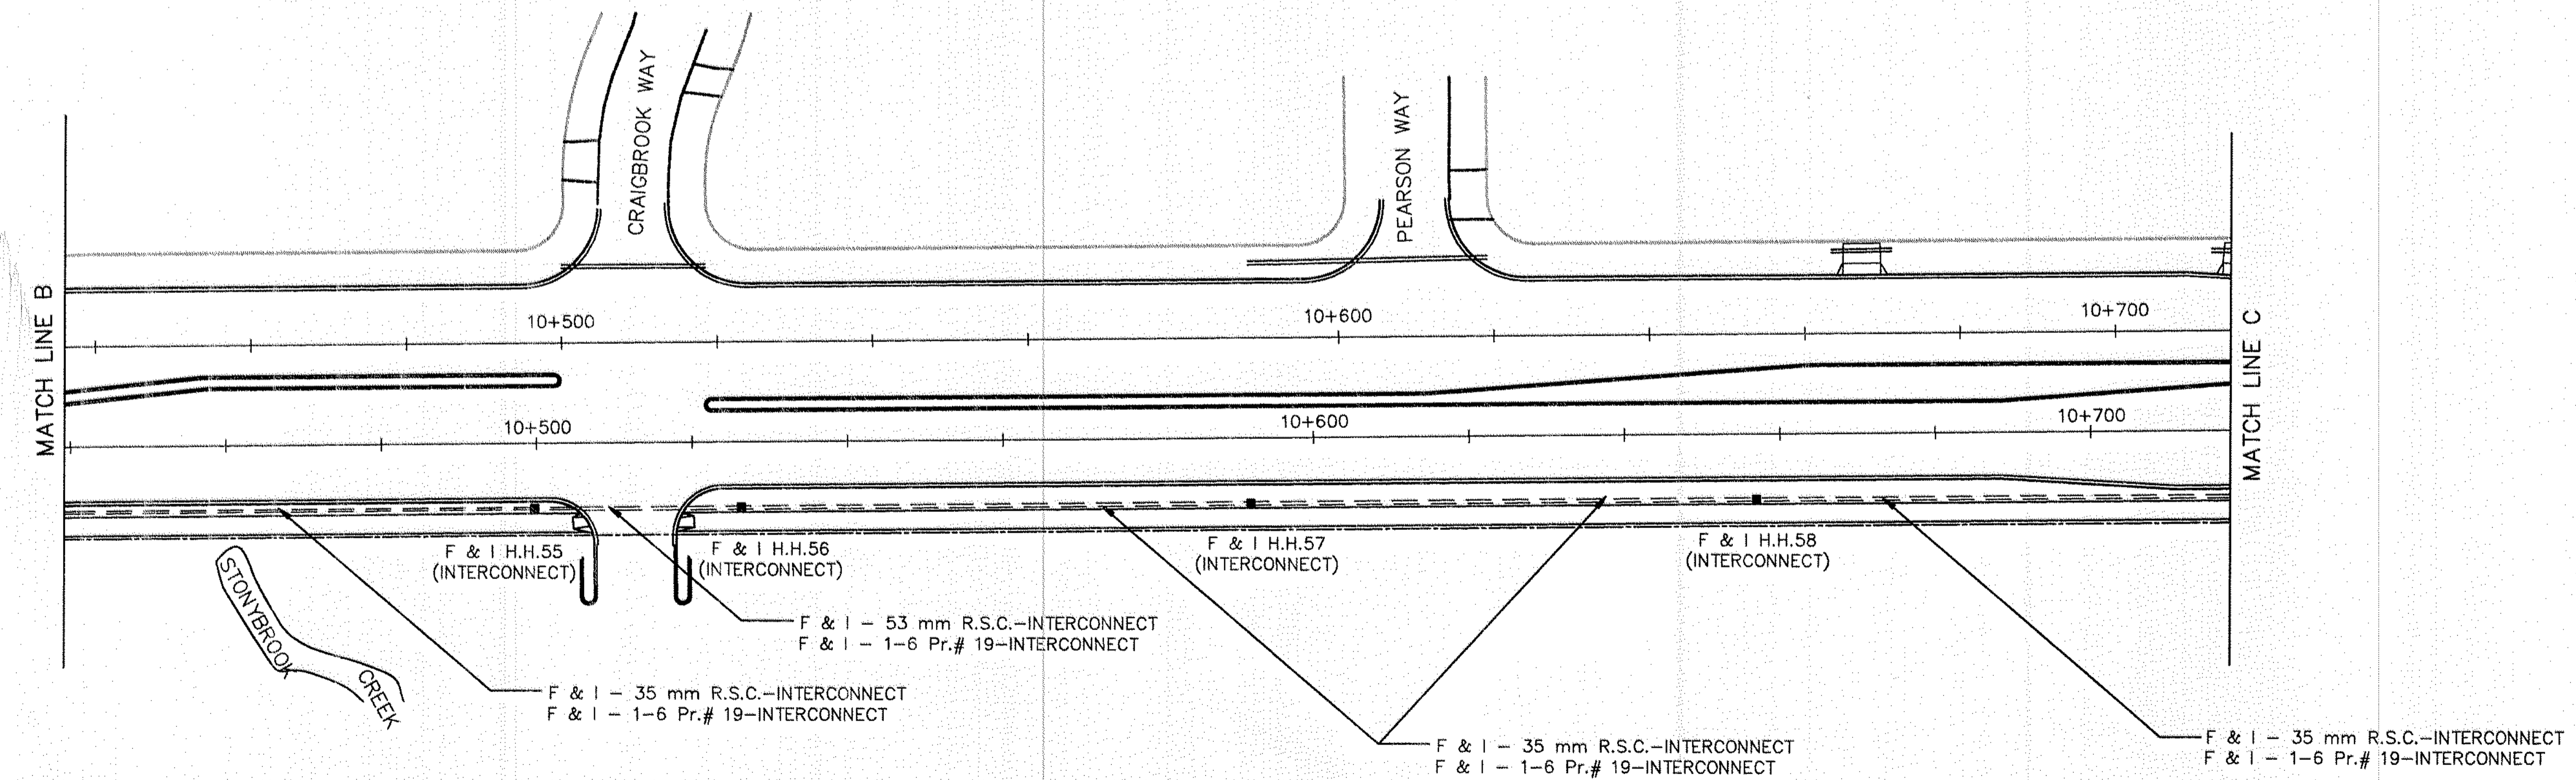 CRAIGBROOK WAY
PEARSON WAY
MATCH LINE B
MATCH LINE C
10+500
10+600
10+700
10+500
10+600
10+700
F & I H.H.55
(INTERCONNECT)
F & I H.H.56
(INTERCONNECT)
F & I H.H.57
(INTERCONNECT)
F & I H.H.58
(INTERCONNECT)
STONYBROOK
CREEK
F & I - 53 mm R.S.C.-INTERCONNECT
F & I - 1-6 Pr.# 19-INTERCONNECT
F & I - 35 mm R.S.C.-INTERCONNECT
F & I - 1-6 Pr.# 19-INTERCONNECT
F & I - 35 mm R.S.C.-INTERCONNECT
F & I - 1-6 Pr.# 19-INTERCONNECT
F & I - 35 mm R.S.C.-INTERCONNECT
F & I - 1-6 Pr.# 19-INTERCONNECT